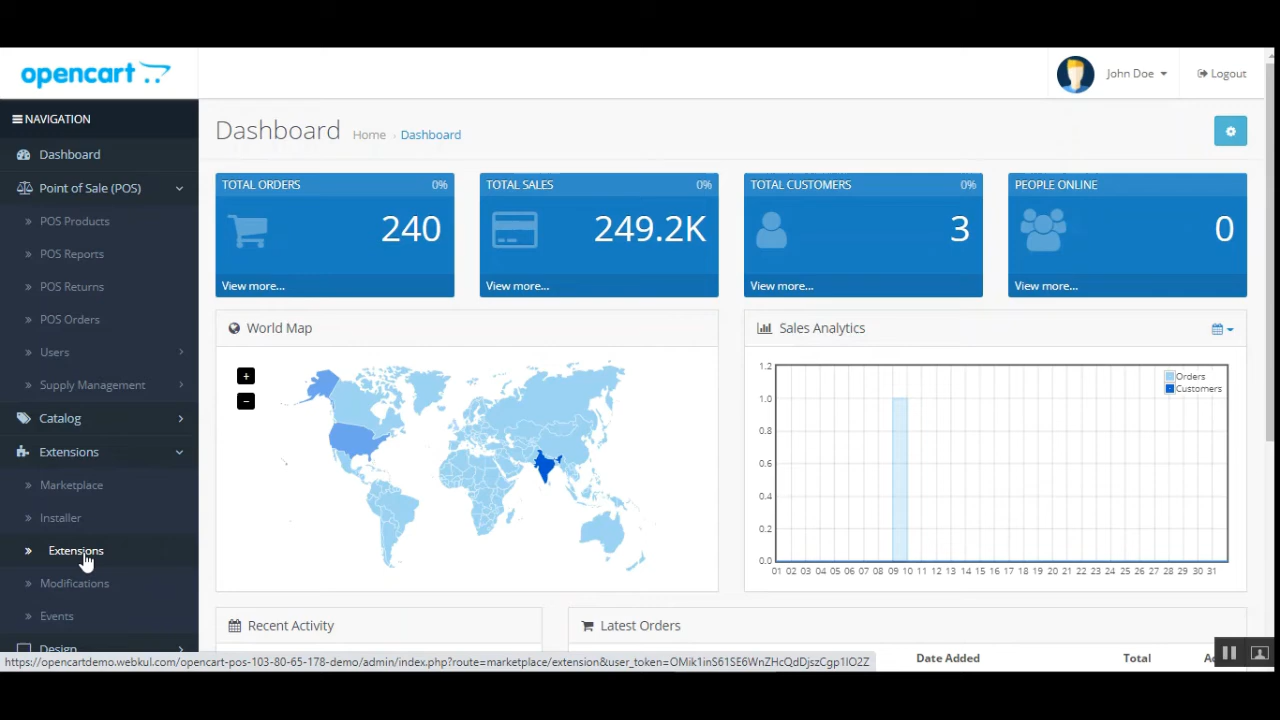 opencart
John Doe
Logout
NAVIGATION
Dashboard
Point of Sale (POS)
POS Products
POS Reports
POS Returns
POS Orders
Users
Supply Management
Catalog
Extensions
Marketplace
Installer
Extensions
Modifications
Events
Design
Dashboard Home › Dashboard
TOTAL ORDERS 0%
240
View more...
TOTAL SALES 0%
249.2K
View more...
TOTAL CUSTOMERS 0%
3
View more...
PEOPLE ONLINE
0
View more...
World Map
+
−
Sales Analytics
Orders
Customers
1.2
1.0
0.8
0.6
0.4
0.2
0.0
01 02 03 04 05 06 07 08 09 10 11 12 13 14 15 16 17 18 19 20 21 22 23 24 25 26 27 28 29 30 31
Recent Activity
Latest Orders
Date Added Total
https://opencartdemo.webkul.com/opencart-pos-103-80-65-178-demo/admin/index.php?route=marketplace/extension&user_token=OMik1inS61SE6WnZHcQdDjszCgp1IO2Z